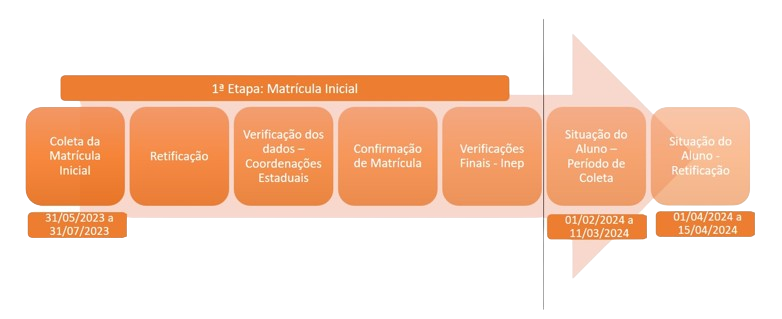 1ª Etapa: Matrícula Inicial
Coleta da
Matrícula
Inicial
Retificação
Verificação dos
dados –
Coordenações
Estaduais
Confirmação
de Matrícula
Verificações
Finais - Inep
Situação do
Aluno –
Período de
Coleta
Situação do
Aluno -
Retificação
31/05/2023 a
31/07/2023
01/02/2024 a
11/03/2024
01/04/2024 a
15/04/2024